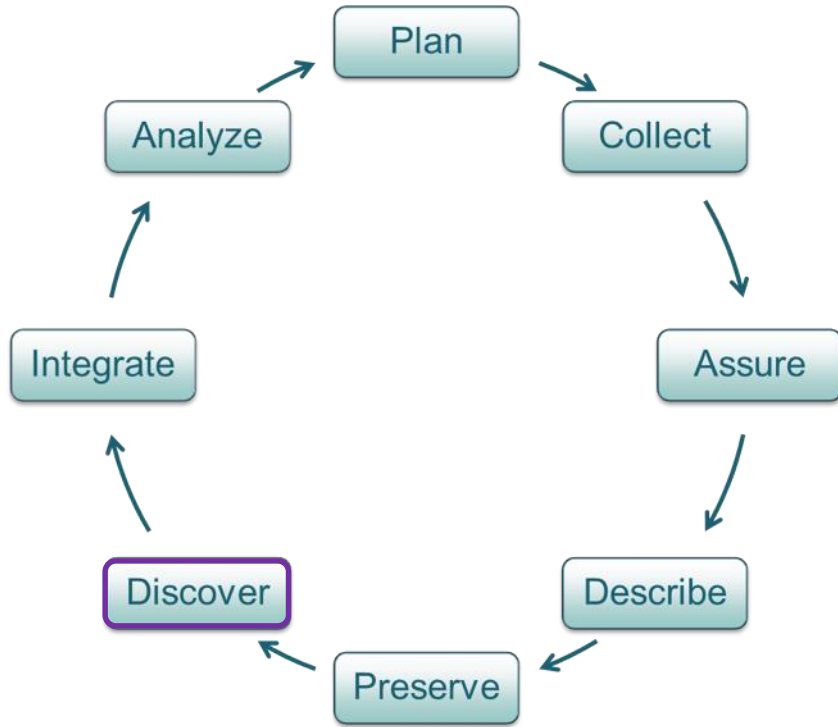 Plan
Collect
Assure
Describe
Preserve
Discover
Integrate
Analyze